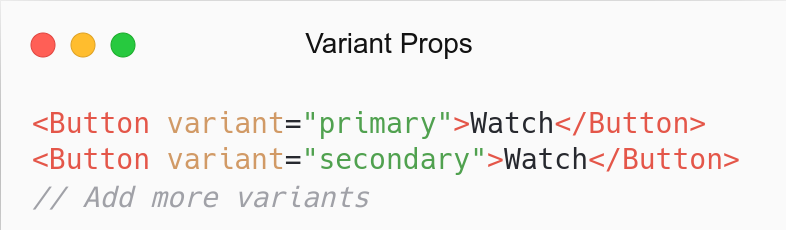 Variant Props
<Button variant="primary">Watch</Button>
<Button variant="secondary">Watch</Button>
// Add more variants